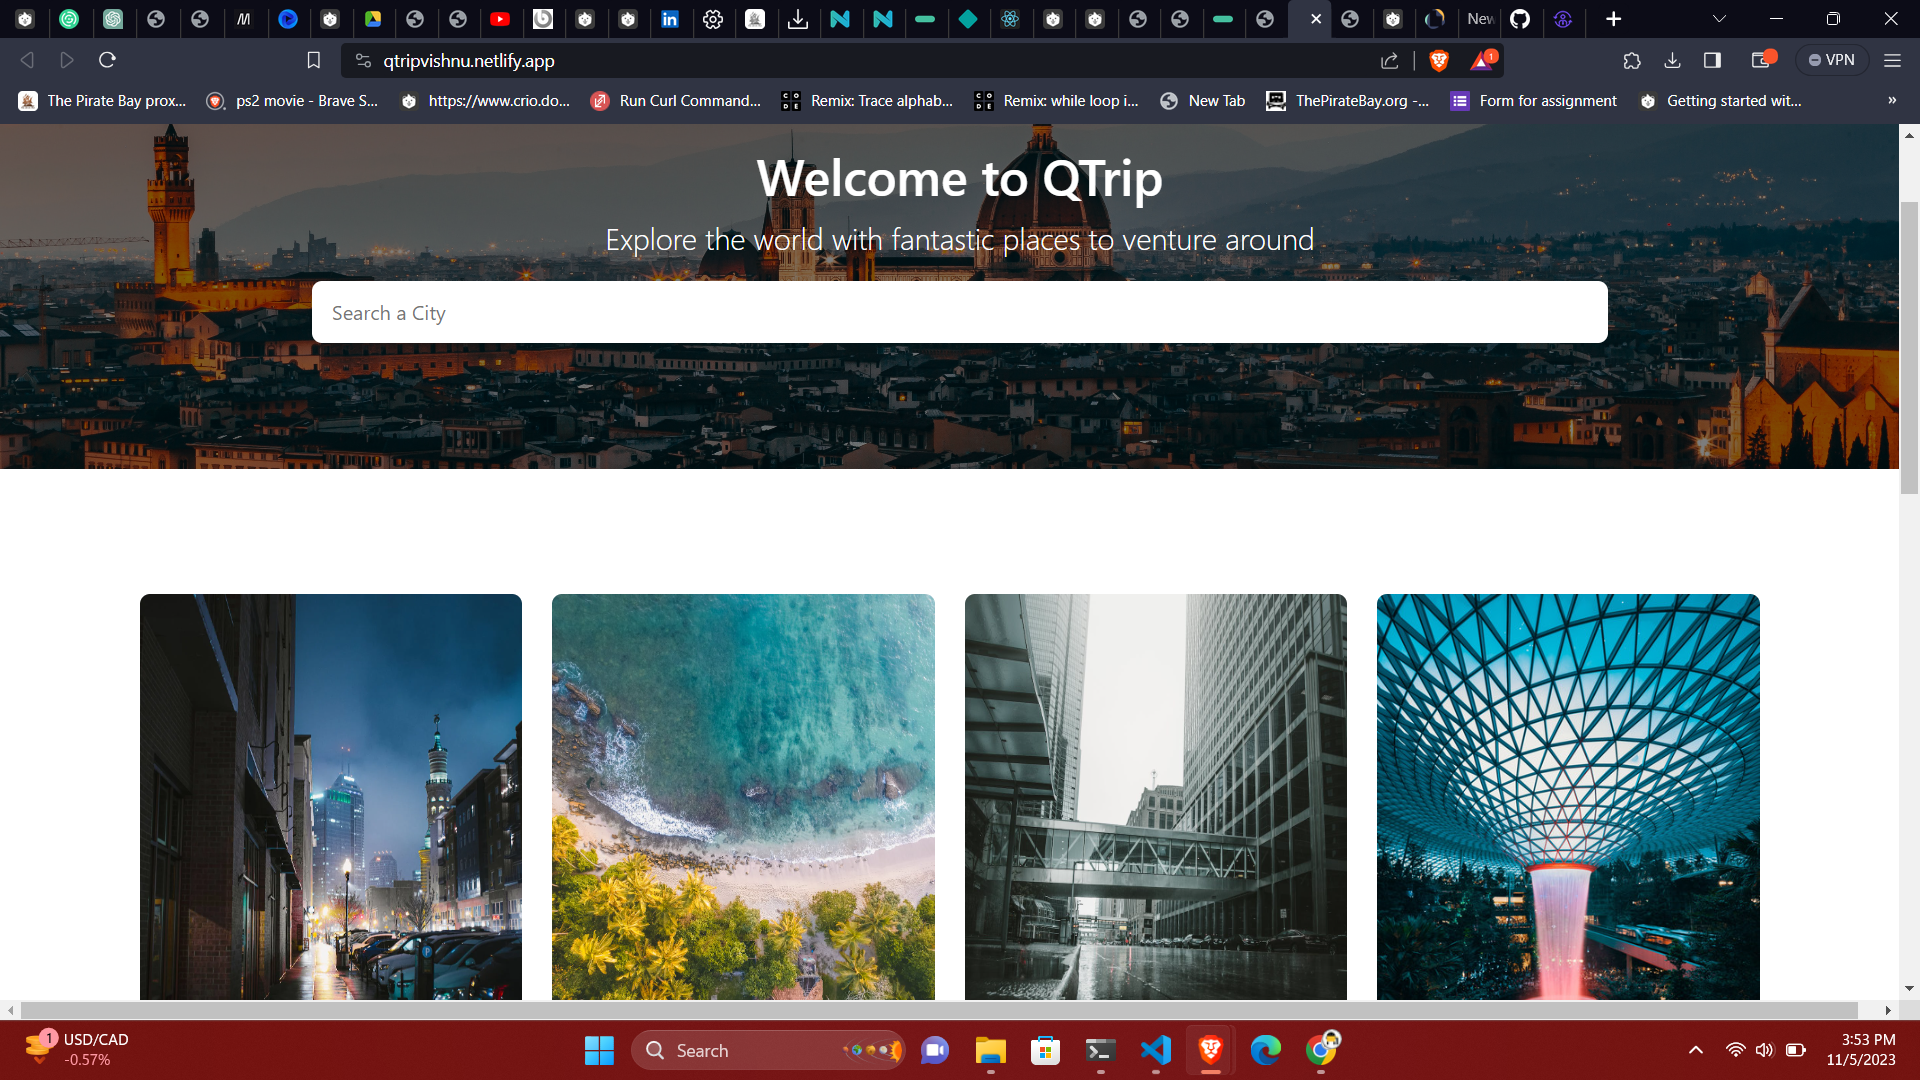 New
qtripvishnu.netlify.app
1
VPN
The Pirate Bay prox...
ps2 movie - Brave S...
https://www.crio.do...
Run Curl Command...
Remix: Trace alphab...
Remix: while loop i...
New Tab
ThePirateBay.org -...
Form for assignment
Getting started wit...
»
Welcome to QTrip
Explore the world with fantastic places to venture around
Search a City
1
USD/CAD
-0.57%
Search
3:53 PM
11/5/2023